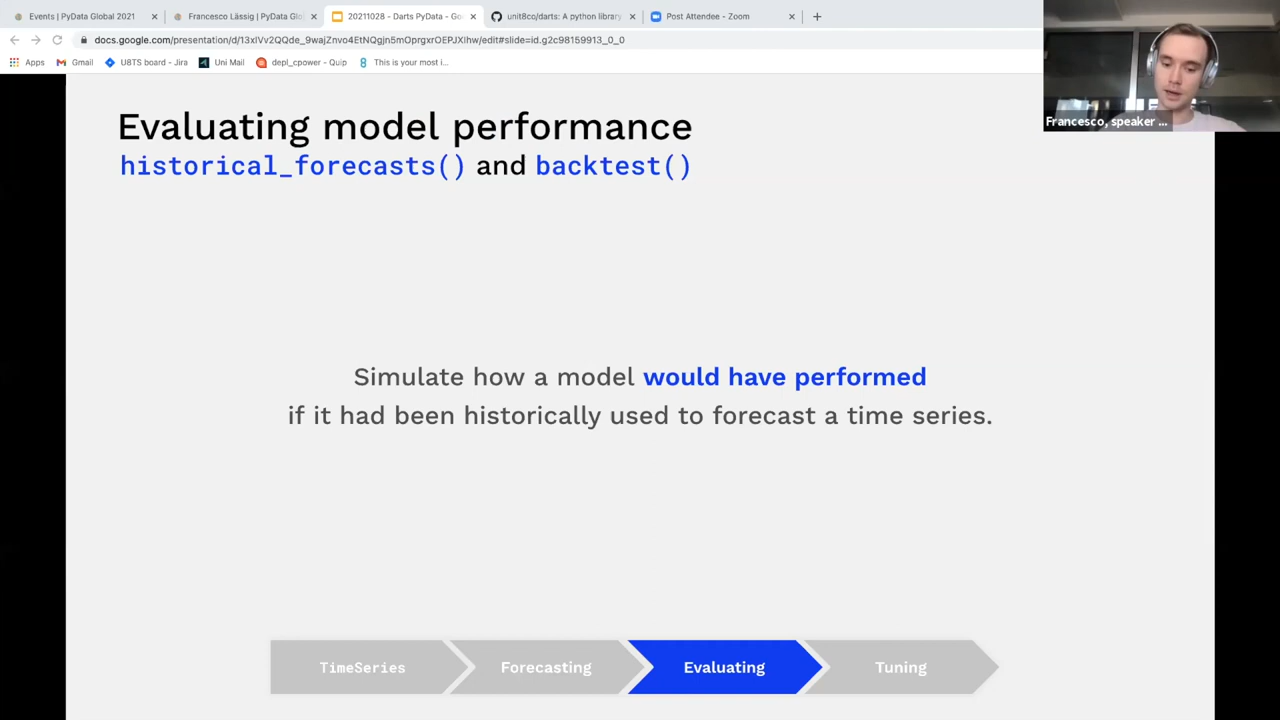 Events | PyData Global 2021
Francesco Lässig | PyData Glo
20211028 - Darts PyData - Go
unit8co/darts: A python library
Post Attendee - Zoom
docs.google.com/presentation/d/13xIVv2QQde_9wajZnvo4EtNQgjn5mOprgxrOEPJXIhw/edit#slide=id.g2c98159913_0_0
Apps
Gmail
U8TS board - Jira
Uni Mail
depl_cpower - Quip
This is your most i...
Francesco, speaker ...
Evaluating model performance
historical_forecasts() and backtest()
Simulate how a model would have performed
if it had been historically used to forecast a time series.
TimeSeries
Forecasting
Evaluating
Tuning